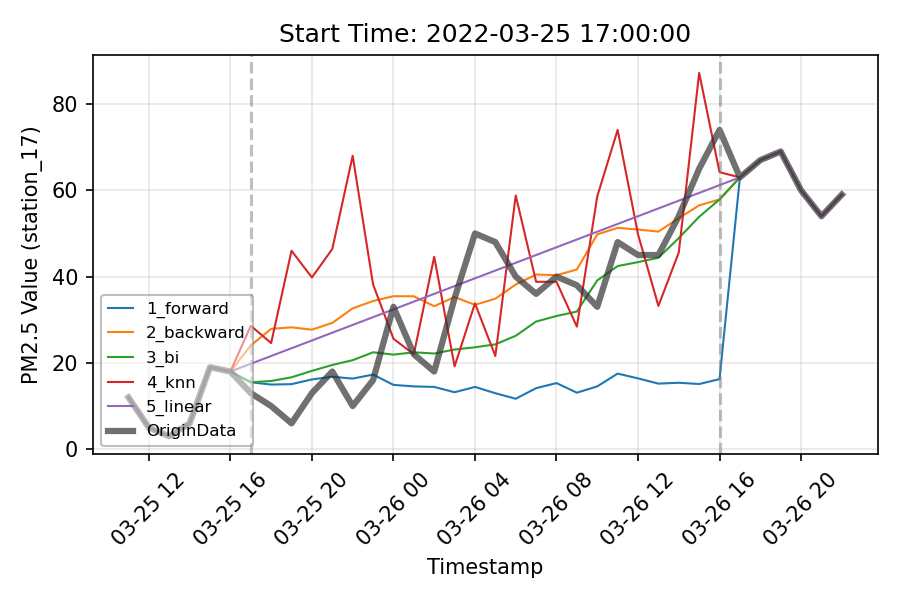 Start Time: 2022-03-25 17:00:00
PM2.5 Value (station_17)
80
60
40
20
0
1_forward
2_backward
3_bi
4_knn
5_linear
OriginData
03-25 12
03-25 16
03-25 20
03-26 00
03-26 04
03-26 08
03-26 12
03-26 16
03-26 20
Timestamp